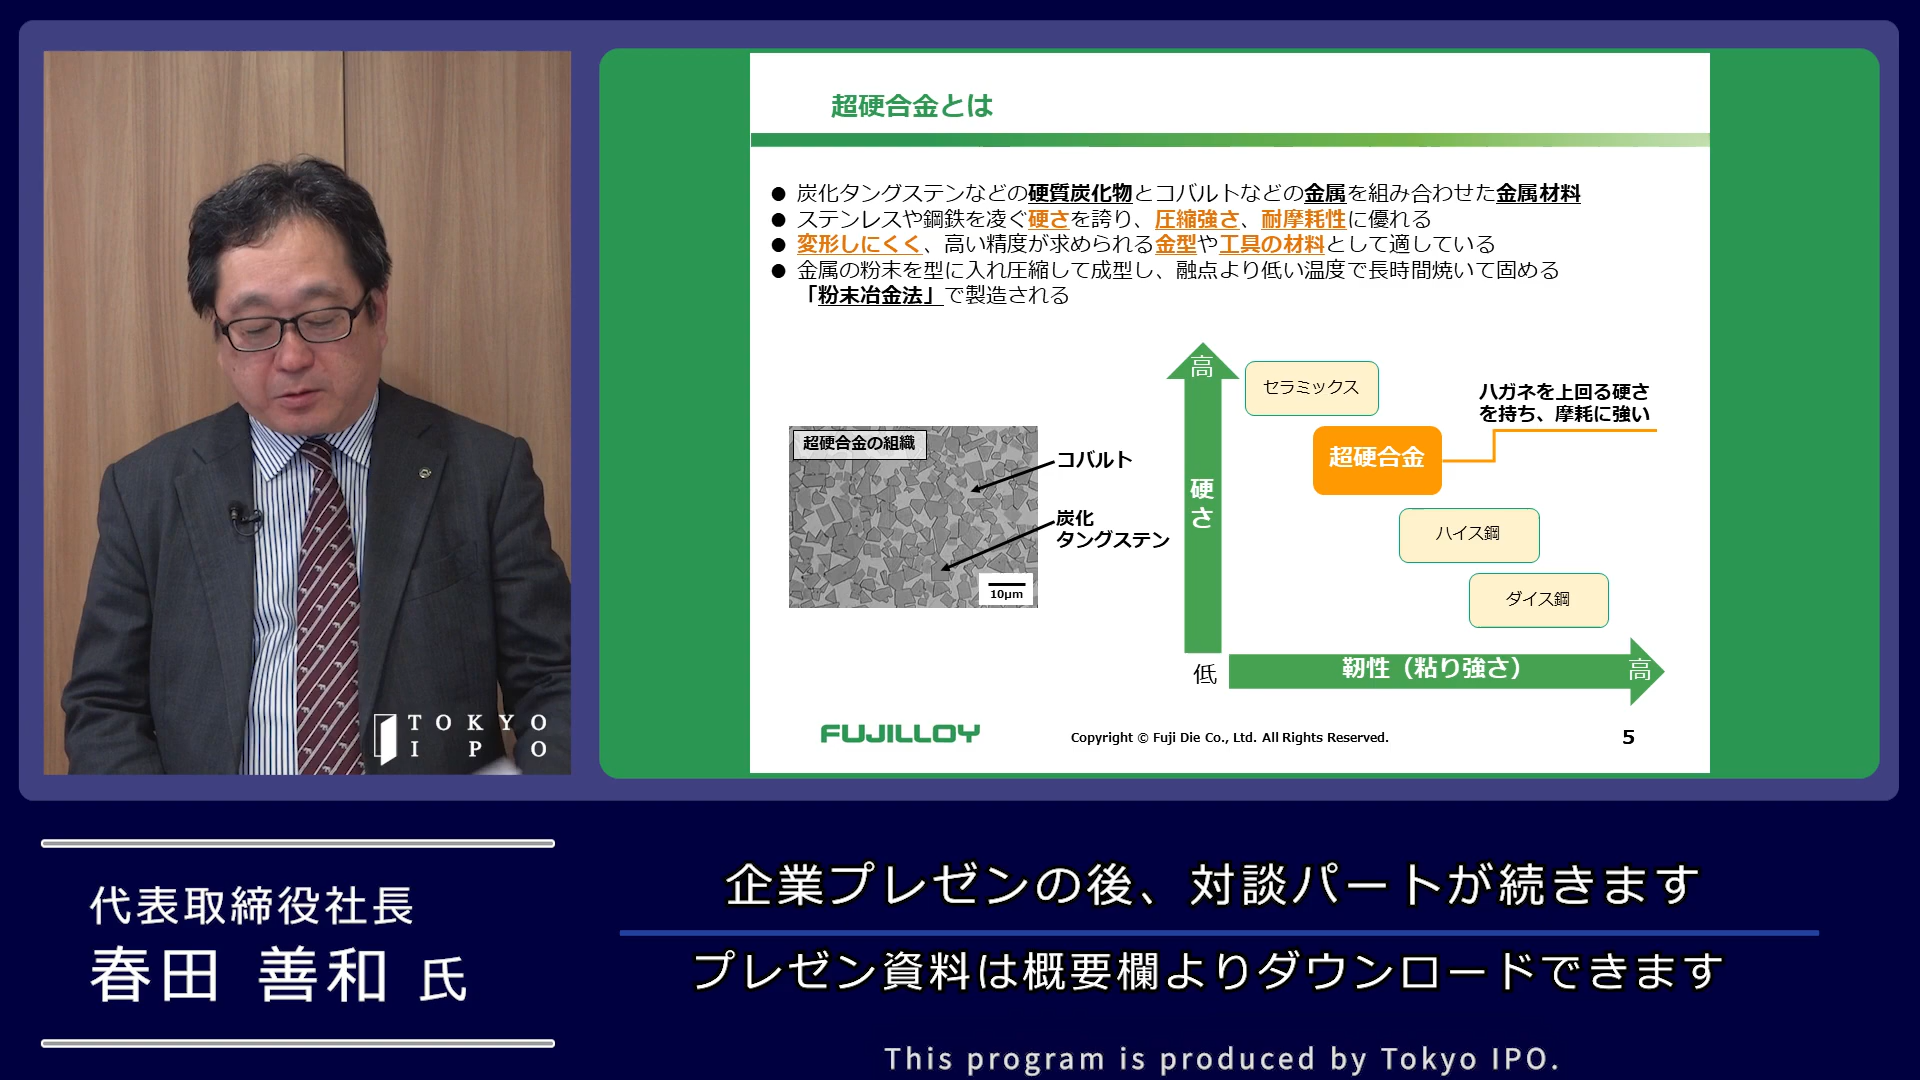 超硬合金とは
● 炭化タングステンなどの硬質炭化物とコバルトなどの金属を組み合わせた金属材料
● ステンレスや鋼鉄を凌ぐ硬さを誇り、圧縮強さ、耐摩耗性に優れる
● 変形しにくく、高い精度が求められる金型や工具の材料として適している
● 金属の粉末を型に入れ圧縮して成型し、融点より低い温度で長時間焼いて固める
「粉末冶金法」で製造される
超硬合金の組織
コバルト
炭化
タングステン
10μm
高
硬さ
低
セラミックス
超硬合金
ハガネを上回る硬さ
を持ち、摩耗に強い
ハイス鋼
ダイス鋼
靭性（粘り強さ）
高
FUJILLOY
Copyright © Fuji Die Co., Ltd. All Rights Reserved.
5
TOKYO
IPO
代表取締役社長
春田 善和 氏
企業プレゼンの後、対談パートが続きます
プレゼン資料は概要欄よりダウンロードできます
This program is produced by Tokyo IPO.